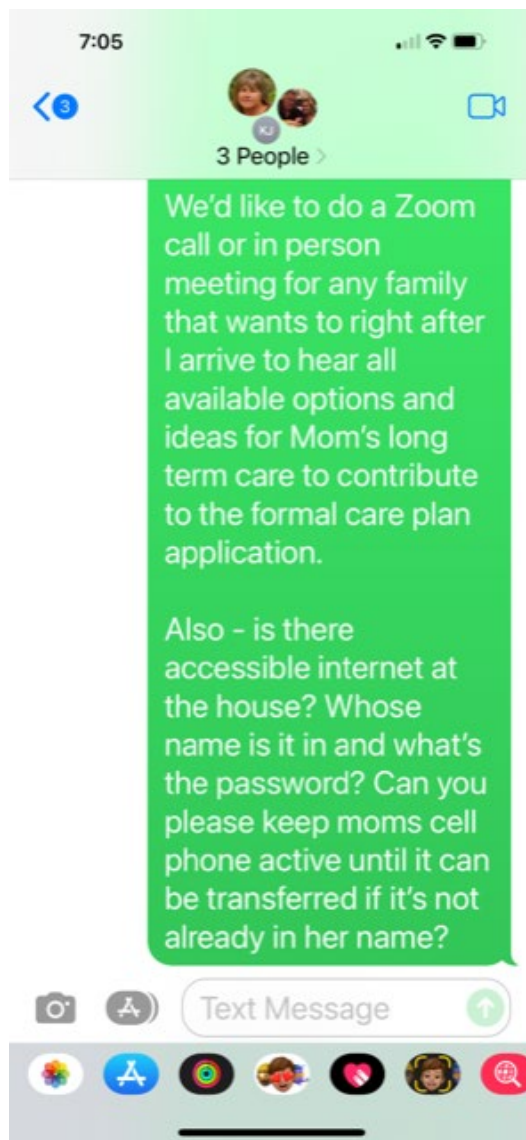 7:05
3
KJ
3 People
We'd like to do a Zoom
call or in person
meeting for any family
that wants to right after
I arrive to hear all
available options and
ideas for Mom's long
term care to contribute
to the formal care plan
application.
Also - is there
accessible internet at
the house? Whose
name is it in and what's
the password? Can you
please keep moms cell
phone active until it can
be transferred if it's not
already in her name?
Text Message